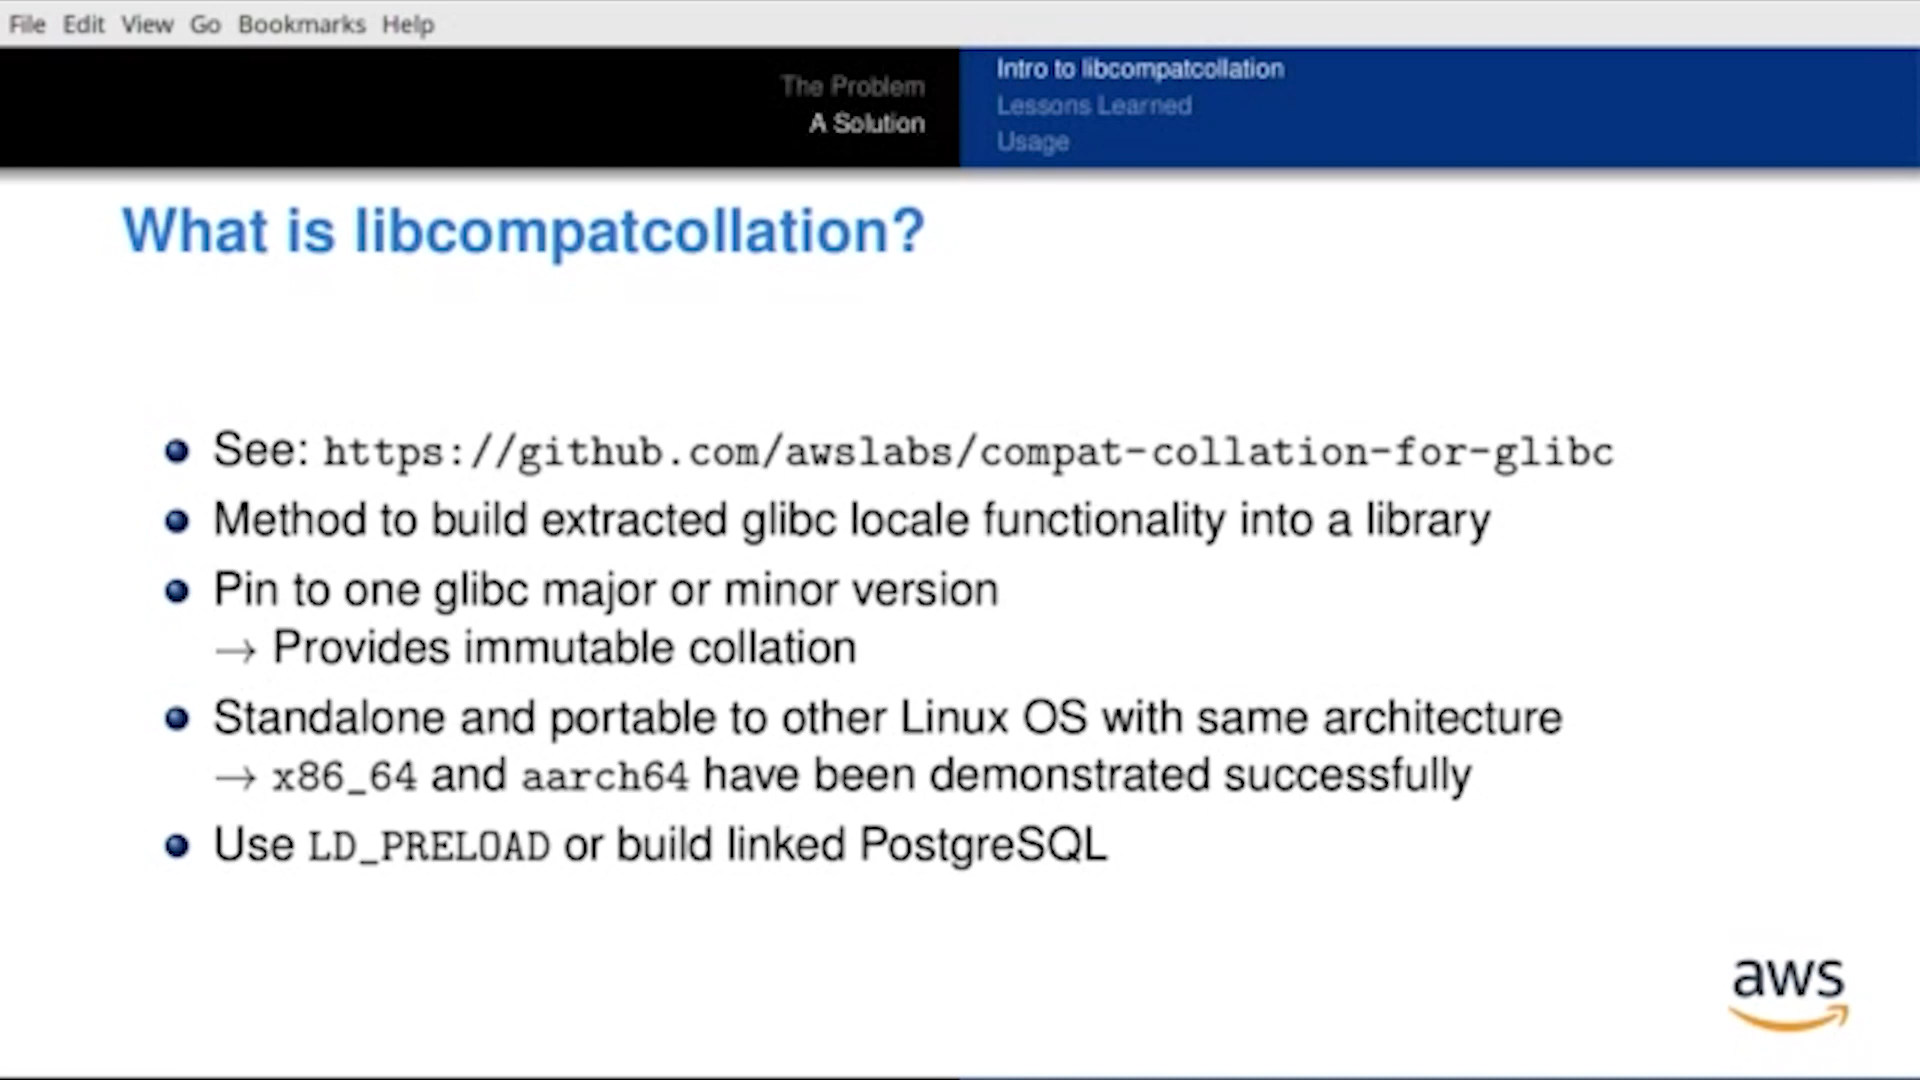 File Edit View Go Bookmarks Help
The Problem
A Solution
Intro to libcompatcollation
Lessons Learned
Usage
What is libcompatcollation?
See: https://github.com/awslabs/compat-collation-for-glibc
Method to build extracted glibc locale functionality into a library
Pin to one glibc major or minor version
→ Provides immutable collation
Standalone and portable to other Linux OS with same architecture
→ x86_64 and aarch64 have been demonstrated successfully
Use LD_PRELOAD or build linked PostgreSQL
aws